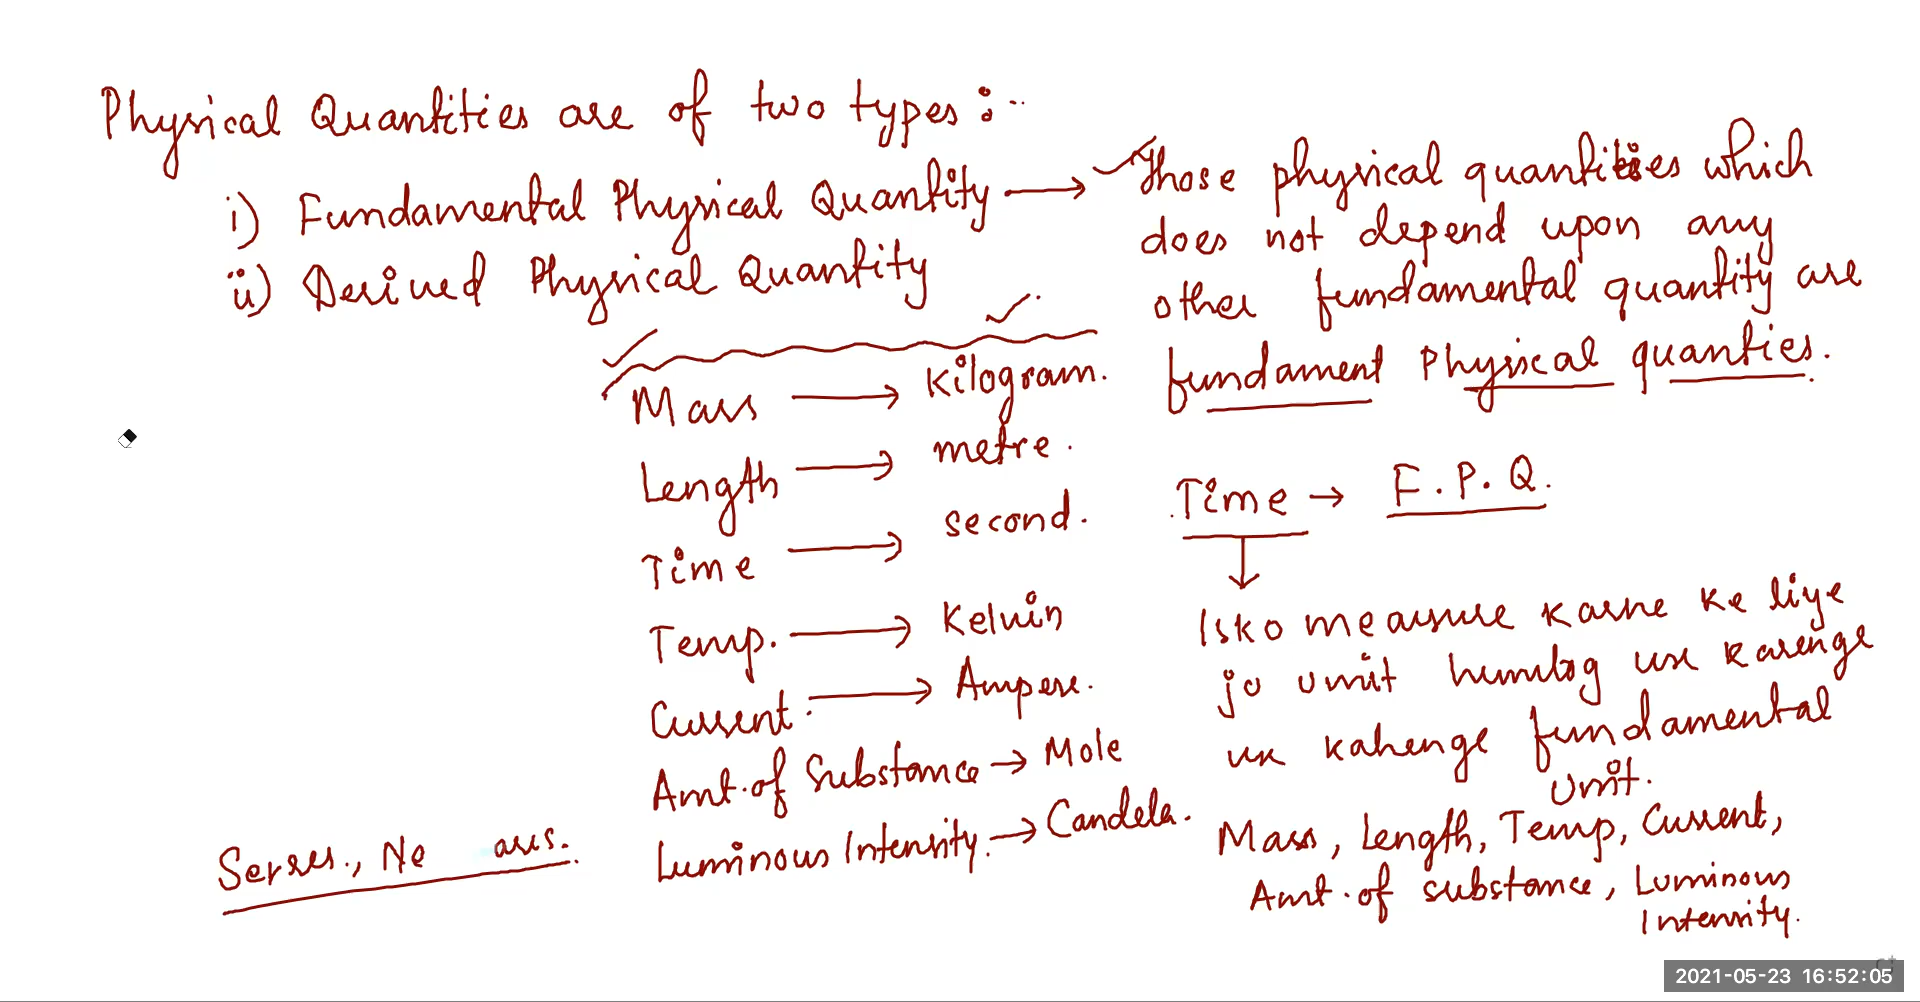 Physical Quantities are of two types :-
i) Fundamental Physical Quantity →
ii) Derived Physical Quantity
Those physical quantities which
does not depend upon any
other fundamental quantity are
fundament Physical quanties.
Mass → Kilogram.
Length → metre.
Time → second.
Temp. → Kelvin
Current. → Ampere.
Amt. of Substance → Mole
Luminous Intensity. → Candela.
Time → F.P.Q.
Isko measure karne ke liye
jo unit humlog use karenge
use kahenge fundamental
Unit.
Mass, Length, Temp, Current,
Amt. of substance, Luminous
Intensity.
Ne
2021-05-23 16:52:05